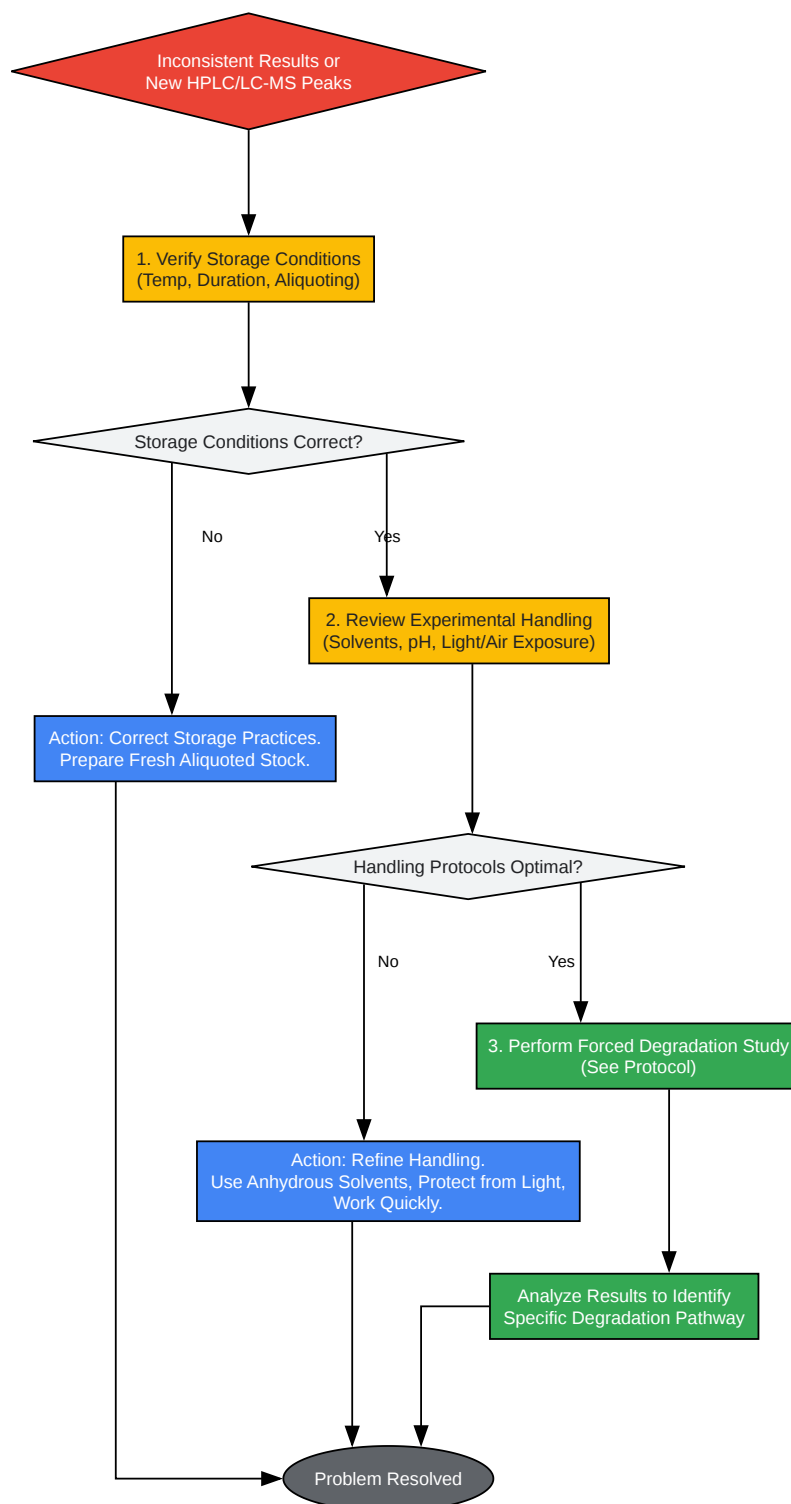 Inconsistent Results or
New HPLC/LC-MS Peaks
1. Verify Storage Conditions
(Temp, Duration, Aliquoting)
Storage Conditions Correct?
No
Yes
2. Review Experimental Handling
(Solvents, pH, Light/Air Exposure)
Action: Correct Storage Practices.
Prepare Fresh Aliquoted Stock.
Handling Protocols Optimal?
No
Yes
3. Perform Forced Degradation Study
(See Protocol)
Action: Refine Handling.
Use Anhydrous Solvents, Protect from Light,
Work Quickly.
Analyze Results to Identify
Specific Degradation Pathway
Problem Resolved